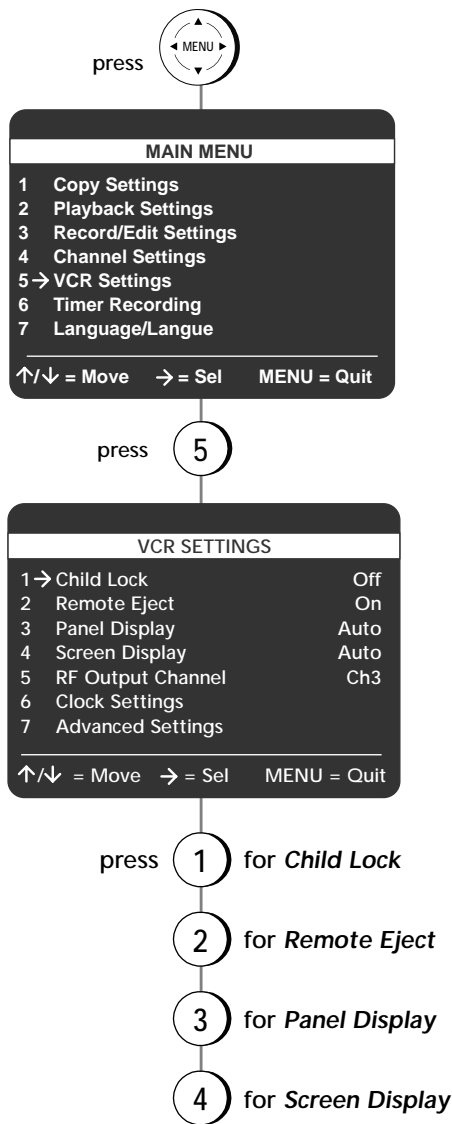 MENU
press
MAIN MENU
1 Copy Settings
2 Playback Settings
3 Record/Edit Settings
4 Channel Settings
5→ VCR Settings
6 Timer Recording
7 Language/Langue
↑/↓ = Move → = Sel MENU = Quit
press 5
VCR SETTINGS
1→ Child Lock Off
2 Remote Eject On
3 Panel Display Auto
4 Screen Display Auto
5 RF Output Channel Ch3
6 Clock Settings
7 Advanced Settings
↑/↓ = Move → = Sel MENU = Quit
press 1 for Child Lock
2 for Remote Eject
3 for Panel Display
4 for Screen Display